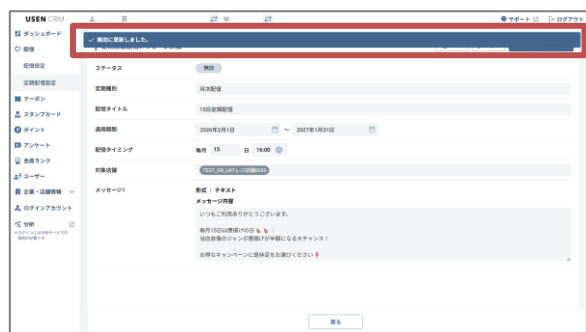 USEN CRM
サポート
ログアウト
無効に更新しました。
ダッシュボード
配信
配信設定
定期配信設定
クーポン
スタンプカード
ポイント
アンケート
会員ランク
ユーザー
企業・店舗情報
ログインアカウント
分析
ステータス
無効
定期種別
月次配信
配信タイトル
15日定期配信
適用期間
2026年2月1日 ～ 2027年1月31日
配信タイミング
毎月 15 日 16:00
対象店舗
メッセージ1
形式 | テキスト
メッセージ内容
いつもご利用ありがとうございます。
毎月15日は唐揚げの日🍗🍗
当店自慢のジャンボ唐揚げが半額になる大チャンス！
お得なキャンペーンに是非足をお運びください❗
戻る